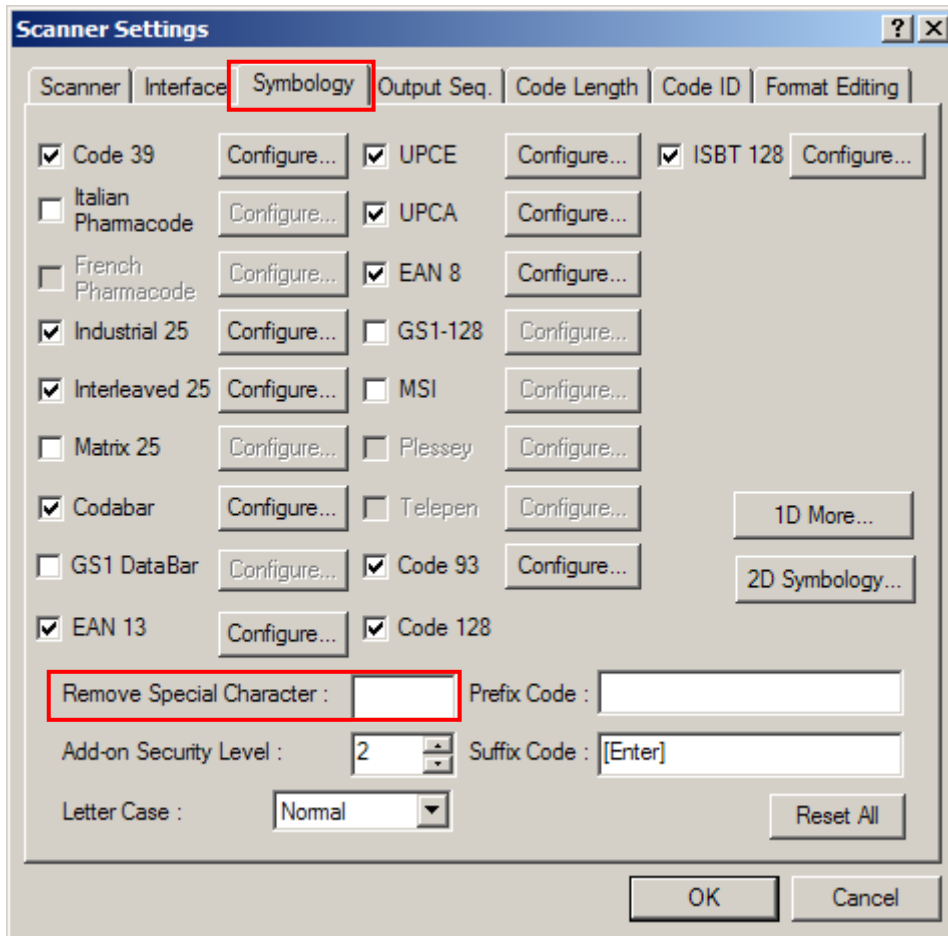 Scanner Settings
Scanner Interface Symbology Output Seq. Code Length Code ID Format Editing
Code 39 Configure... UPCE Configure... ISBT 128 Configure...
Italian
Pharmacode Configure... UPCA Configure...
French
Pharmacode Configure... EAN 8 Configure...
Industrial 25 Configure... GS1-128 Configure...
Interleaved 25 Configure... MSI Configure...
Matrix 25 Configure... Plessey Configure...
Codabar Configure... Telepen Configure... 1D More...
GS1 DataBar Configure... Code 93 Configure... 2D Symbology...
EAN 13 Configure... Code 128
Remove Special Character : Prefix Code :
Add-on Security Level : 2 Suffix Code : [Enter]
Letter Case : Normal Reset All
OK Cancel